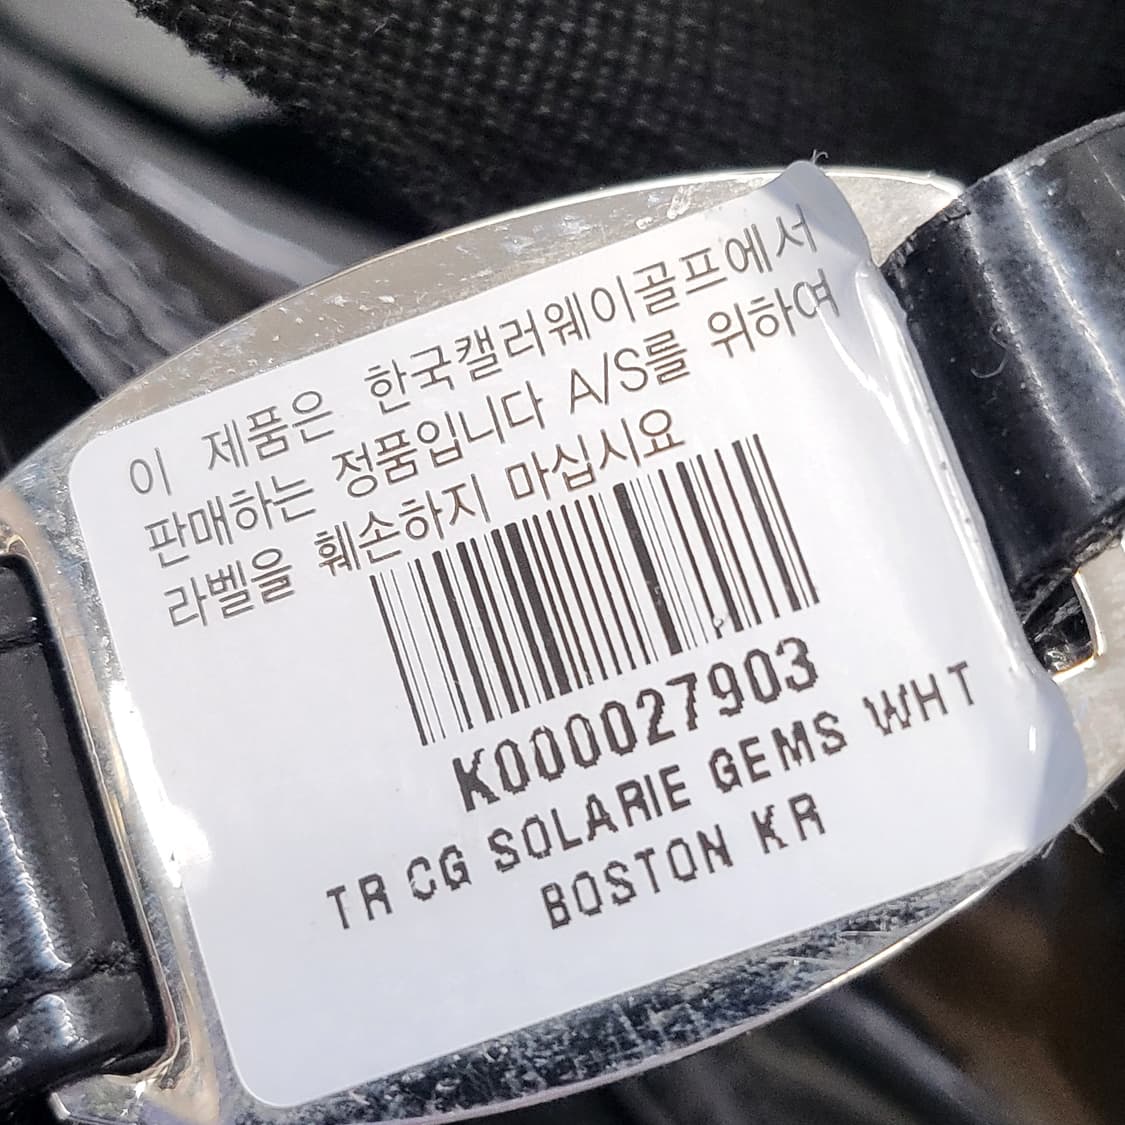 이 제품은 한국캘러웨이골프에서
판매하는 정품입니다 A/S를 위하여
라벨을 훼손하지 마십시요
K000027903
TR CG SOLARIE GEMS WHT
BOSTON KR